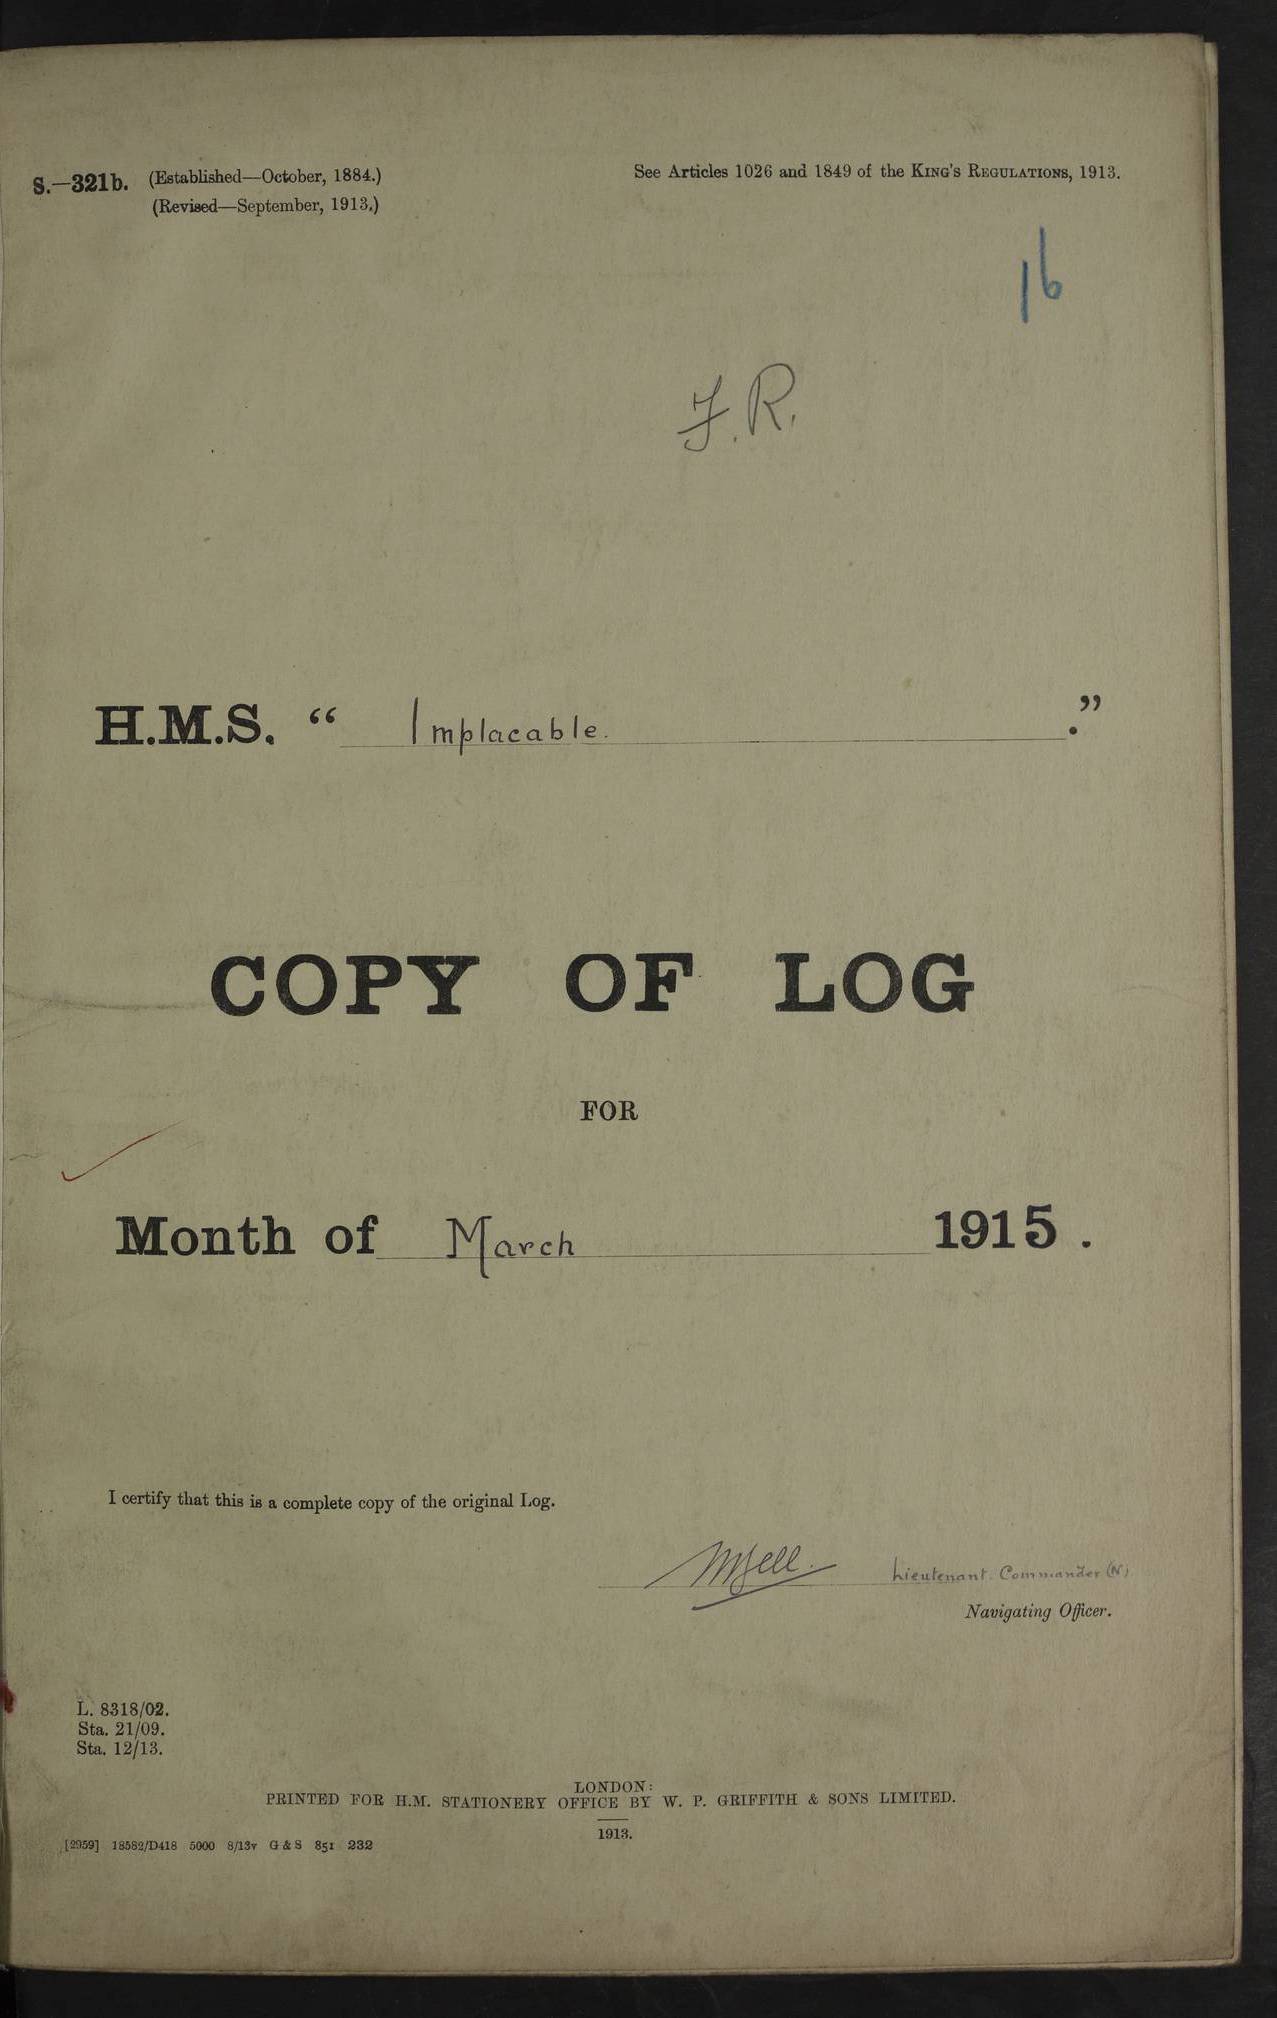 S.—321b. (Established—October, 1884.)
(Revised—September, 1913.)
See Articles 1026 and 1849 of the King's Regulations, 1913.
16
F.R.
H.M.S. “ Implacable. .”
COPY OF LOG
FOR
Month of March 1915.
I certify that this is a complete copy of the original Log.
Lieutenant. Commander (N)
Navigating Officer.
L. 8318/02.
Sta. 21/09.
Sta. 12/13.
LONDON:
PRINTED FOR H.M. STATIONERY OFFICE BY W. P. GRIFFITH & SONS LIMITED.
1913.
[2959] 18582/D418 5000 8/13v G & S 851 232